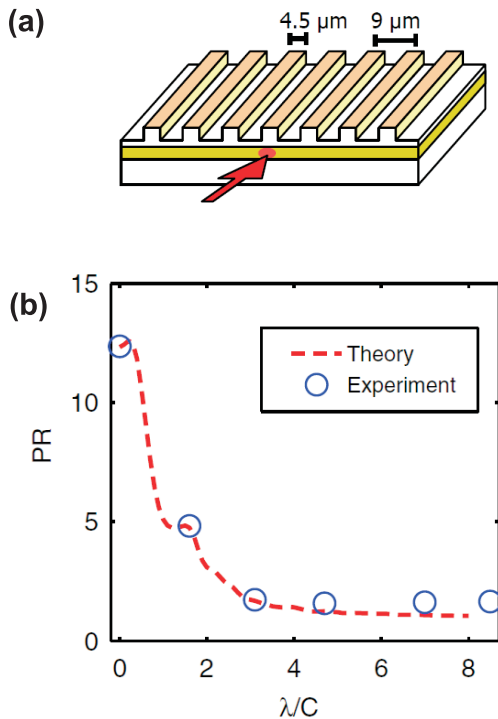 (a)
4.5 µm 9 µm
(b)
15
10
5
0
PR
Theory
Experiment
0 2 4 6 8
λ/C